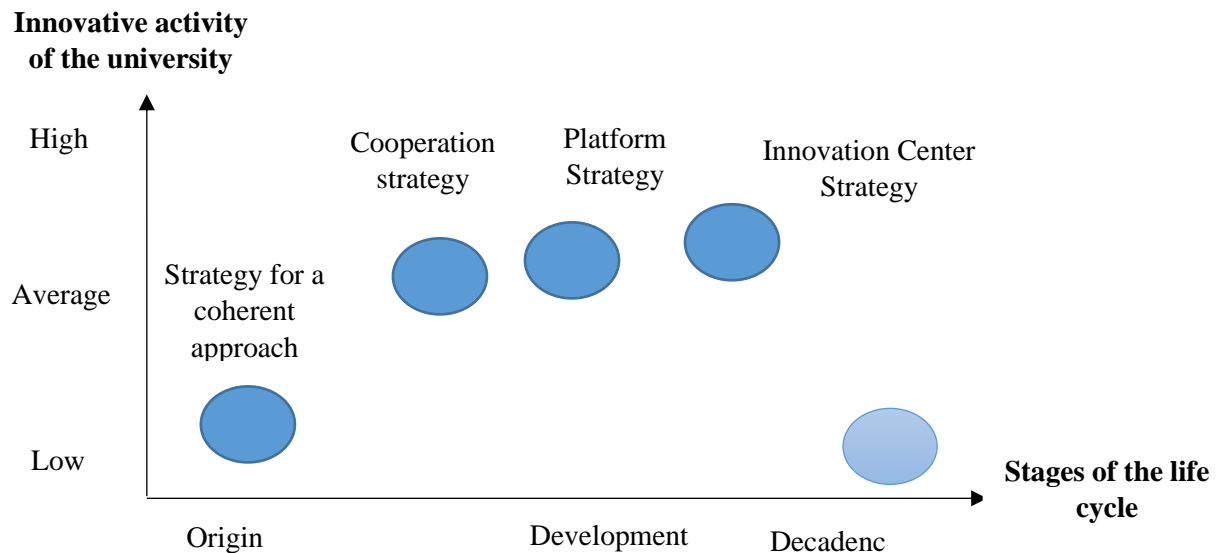 Innovative activity
of the university
High
Cooperation
strategy
Platform
Strategy
Innovation Center
Strategy
Strategy for a
coherent
approach
Average
Low
Stages of the life
cycle
Origin
Development
Decadenc